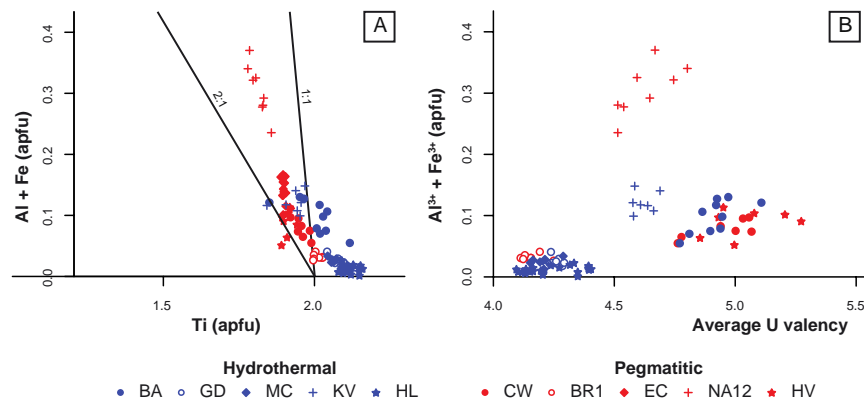 A
B
2:1
1:1
Al + Fe (apfu)
0.0 0.1 0.2 0.3 0.4
1.5 2.0
Ti (apfu)
Al³⁺ + Fe³⁺ (apfu)
0.0 0.1 0.2 0.3 0.4
4.0 4.5 5.0 5.5
Average U valency
Hydrothermal
BA GD MC KV HL
Pegmatitic
CW BR1 EC NA12 HV